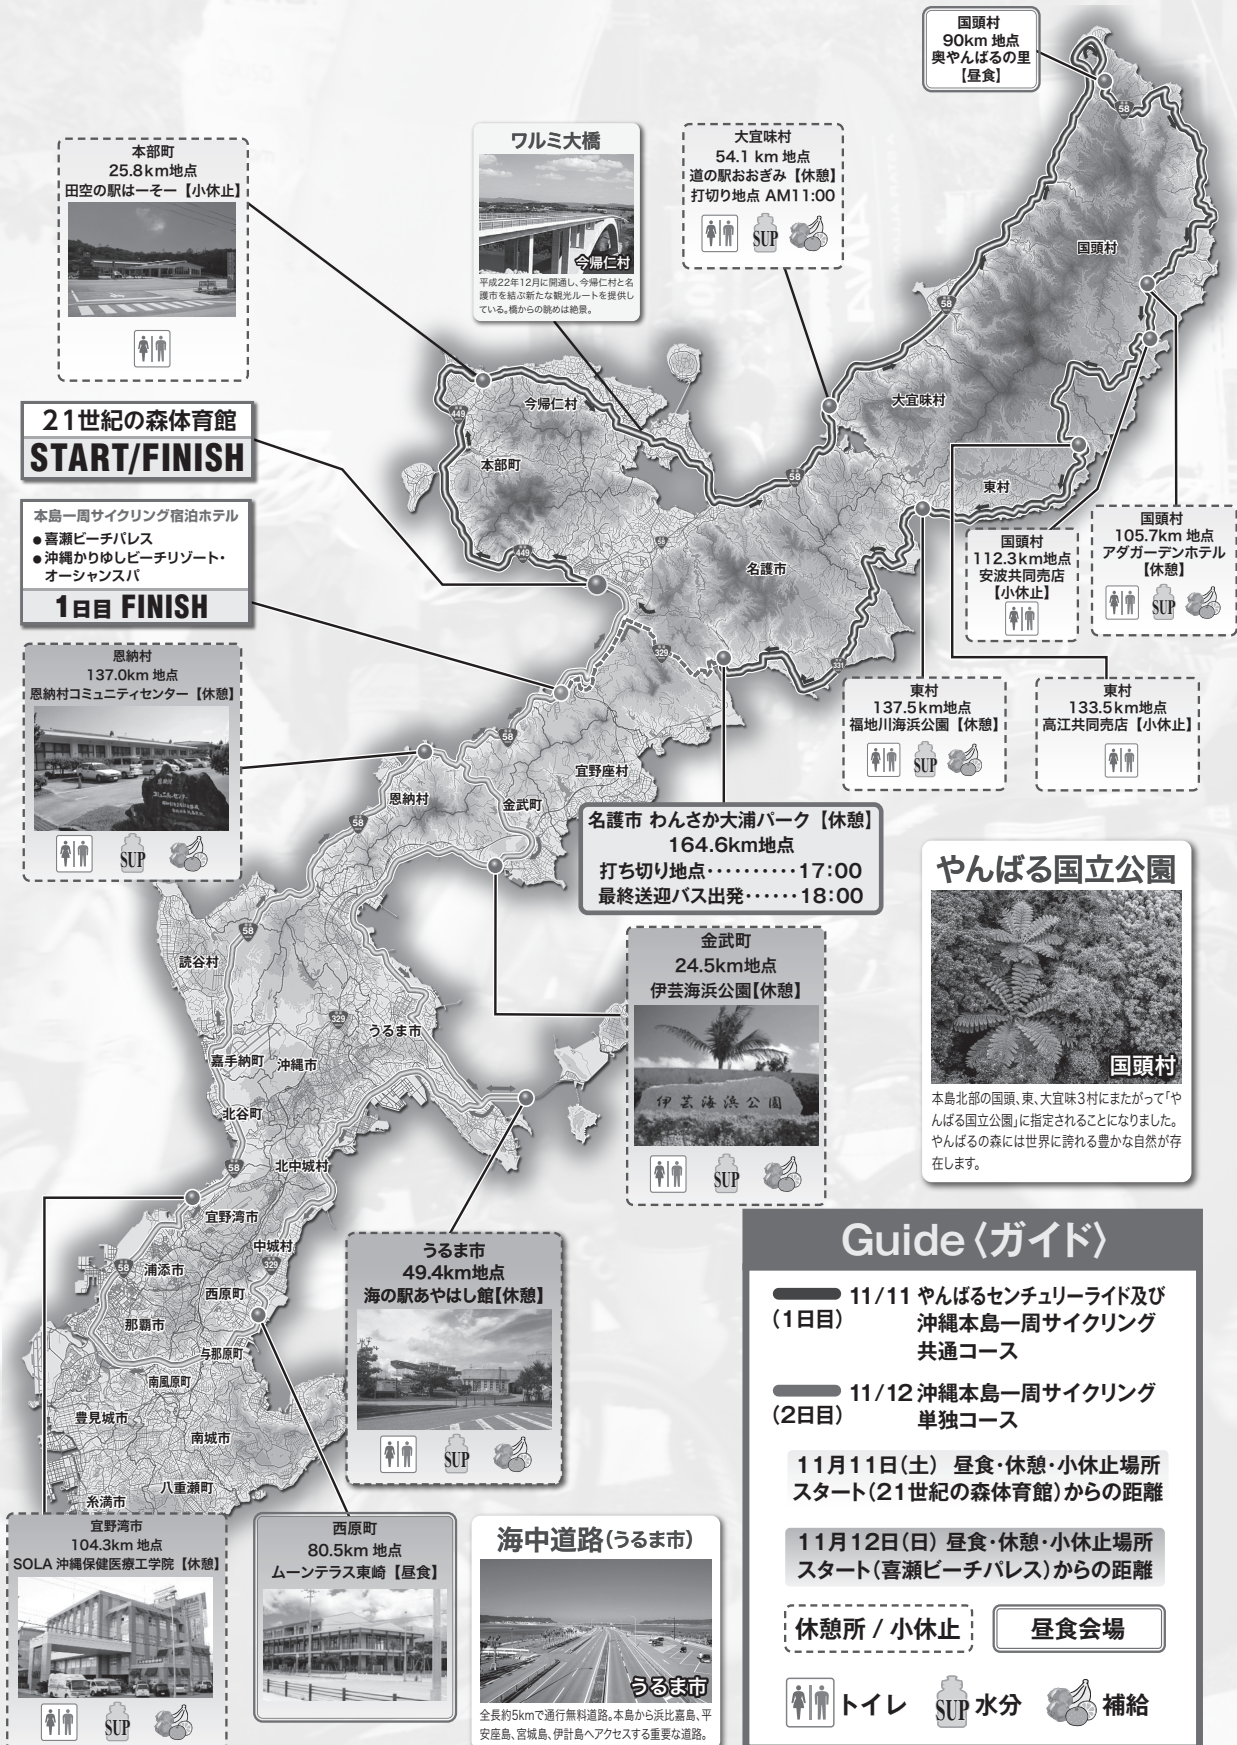 国頭村
90km 地点
奥やんばるの里
【昼食】
58
本部町
25.8km地点
田空の駅はーそー【小休止】
ワルミ大橋
今帰仁村
平成22年12月に開通し、今帰仁村と名
護市を結ぶ新たな観光ルートを提供し
ている。橋からの眺めは絶景。
大宜味村
54.1 km 地点
道の駅おおぎみ【休憩】
打切り地点 AM11:00
SUP
国頭村
58
大宜味村
今帰仁村
449
本部町
58
東村
21世紀の森体育館
START/FINISH
本島一周サイクリング宿泊ホテル
●喜瀬ビーチパレス
●沖縄かりゆしビーチリゾート・
オーシャンスパ
1日目 FINISH
449
58
名護市
329
331
国頭村
112.3km地点
安波共同売店
【小休止】
国頭村
105.7km 地点
アダガーデンホテル
【休憩】
SUP
東村
137.5km地点
福地川海浜公園【休憩】
SUP
東村
133.5km地点
高江共同売店【小休止】
恩納村
137.0km 地点
恩納村コミュニティセンター【休憩】
SUP
58
宜野座村
恩納村
金武町
58
名護市 わんさか大浦パーク【休憩】
164.6km地点
打ち切り地点・・・・・・・・・・17:00
最終送迎バス出発・・・・・・18:00
やんばる国立公園
国頭村
本島北部の国頭、東、大宜味3村にまたがって「や
んばる国立公園」に指定されることになりました。
やんばるの森には世界に誇れる豊かな自然が存
在します。
金武町
24.5km地点
伊芸海浜公園【休憩】
伊芸海浜公園
SUP
58
読谷村
329
うるま市
嘉手納町
沖縄市
北谷町
58
北中城村
宜野湾市
中城村
58
浦添市
329
西原町
那覇市
与那原町
南風原町
豊見城市
南城市
八重瀬町
糸満市
うるま市
49.4km地点
海の駅あやはし館【休憩】
SUP
宜野湾市
104.3km 地点
SOLA 沖縄保健医療工学院【休憩】
SUP
西原町
80.5km 地点
ムーンテラス東崎【昼食】
海中道路(うるま市)
うるま市
全長約5kmで通行無料道路。本島から浜比嘉島、平
安座島、宮城島、伊計島へアクセスする重要な道路。
Guide〈ガイド〉
11/11 やんばるセンチュリーライド及び
(1日目) 沖縄本島一周サイクリング
共通コース
11/12 沖縄本島一周サイクリング
(2日目) 単独コース
11月11日(土) 昼食・休憩・小休止場所
スタート(21世紀の森体育館)からの距離
11月12日(日) 昼食・休憩・小休止場所
スタート(喜瀬ビーチパレス)からの距離
休憩所 / 小休止
昼食会場
トイレ
SUP 水分
補給